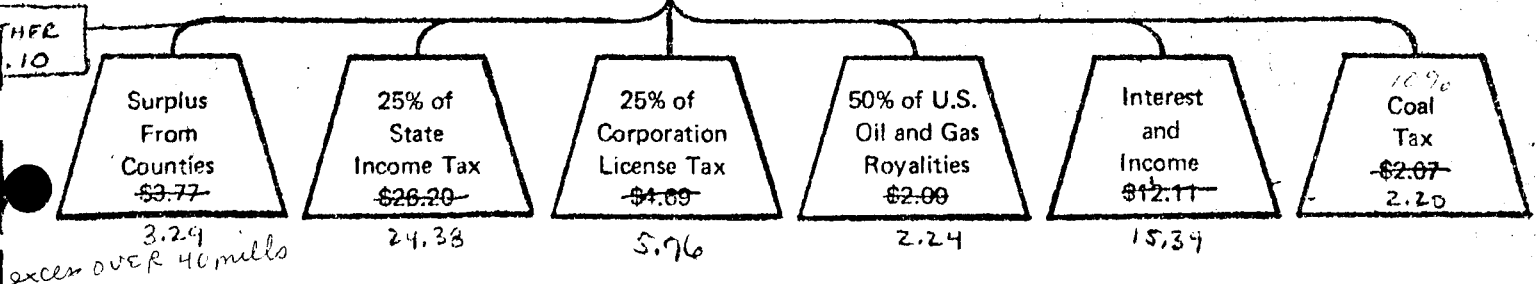 THER
.10
Surplus
From
Counties
$3.77
3.29
excess OVER 40 mills
25% of
State
Income Tax
$26.20
24.38
25% of
Corporation
License Tax
$4.69
5.76
50% of U.S.
Oil and Gas
Royalities
$2.00
2.24
Interest
and
Income
$12.11
15.39
10%
Coal
Tax
$2.07
2.20